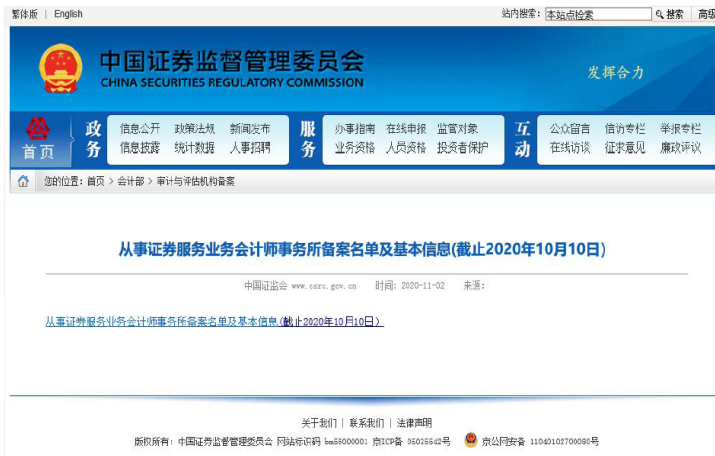 繁体版 | English 站内搜索: 本站点检索 搜索 高级
中国证券监督管理委员会
CHINA SECURITIES REGULATORY COMMISSION
发挥合力
首页
政务
信息公开 政策法规 新闻发布
信息披露 统计数据 人事招聘
服务
办事指南 在线申报 监管对象
业务资格 人员资格 投资者保护
互动
公众留言 信访专栏 举报专栏
在线访谈 征求意见 廉政评议
您的位置: 首页 > 会计部 > 审计与评估机构备案
从事证券服务业务会计师事务所备案名单及基本信息(截止2020年10月10日)
中国证监会 www.csrc.gov.cn 时间: 2020-11-02 来源:
从事证券服务业务会计师事务所备案名单及基本信息(截止2020年10月10日)
关于我们 | 联系我们 | 法律声明
版权所有: 中国证券监督管理委员会 网站标识码 bm56000001 京ICP备 05035542号 京公网安备 11040102700080号